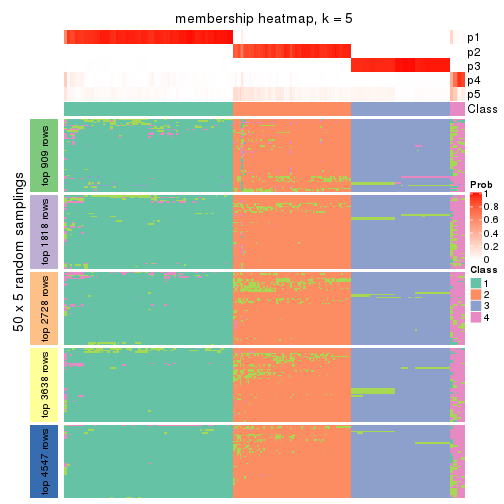 membership heatmap, k = 5
p1
p2
p3
p4
p5
Class
50 x 5 random samplings
top 909 rows
top 1818 rows
top 2728 rows
top 3638 rows
top 4547 rows
Prob
1
0.8
0.6
0.4
0.2
0
Class
1
2
3
4